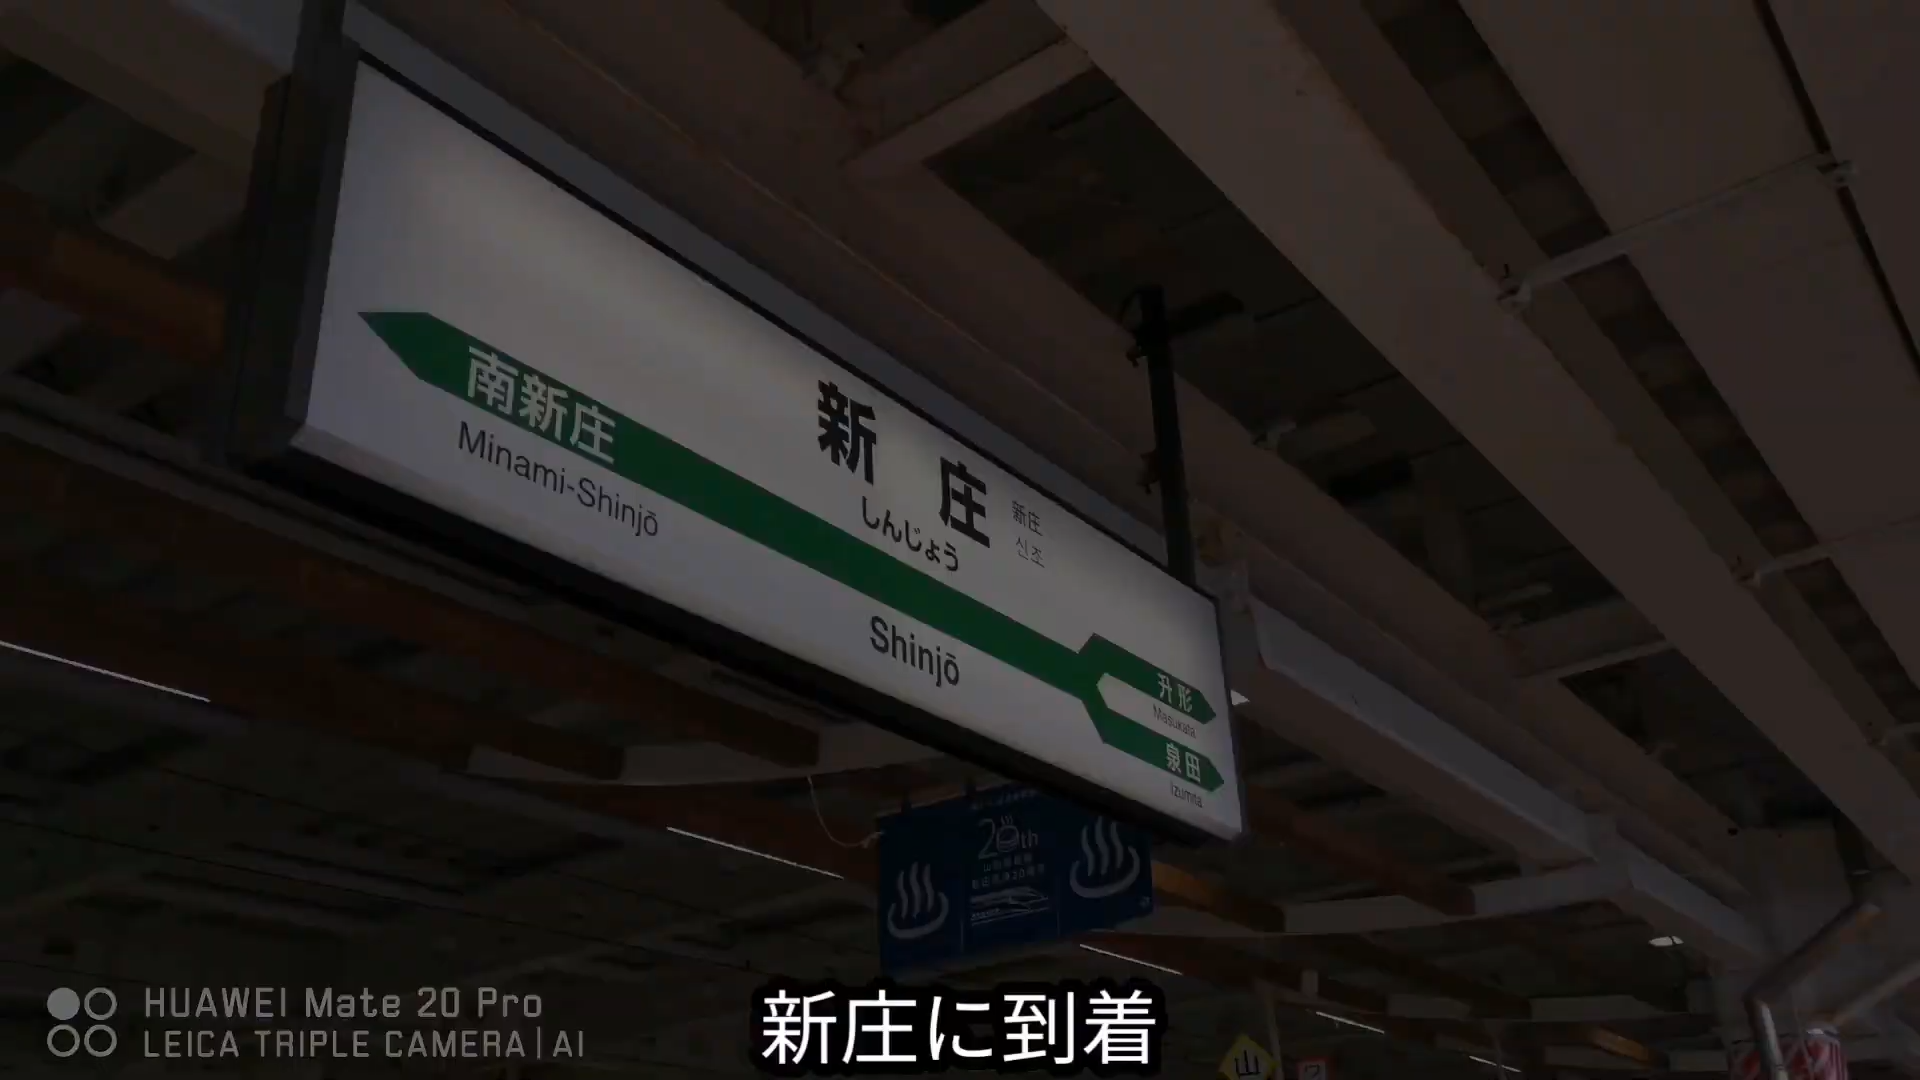 南新庄
Minami-Shinjō
新庄
しんじょう
新庄
신조
Shinjō
升形
Masukata
泉田
Izumita
20th
HUAWEI Mate 20 Pro
LEICA TRIPLE CAMERA | AI
新庄に到着
山